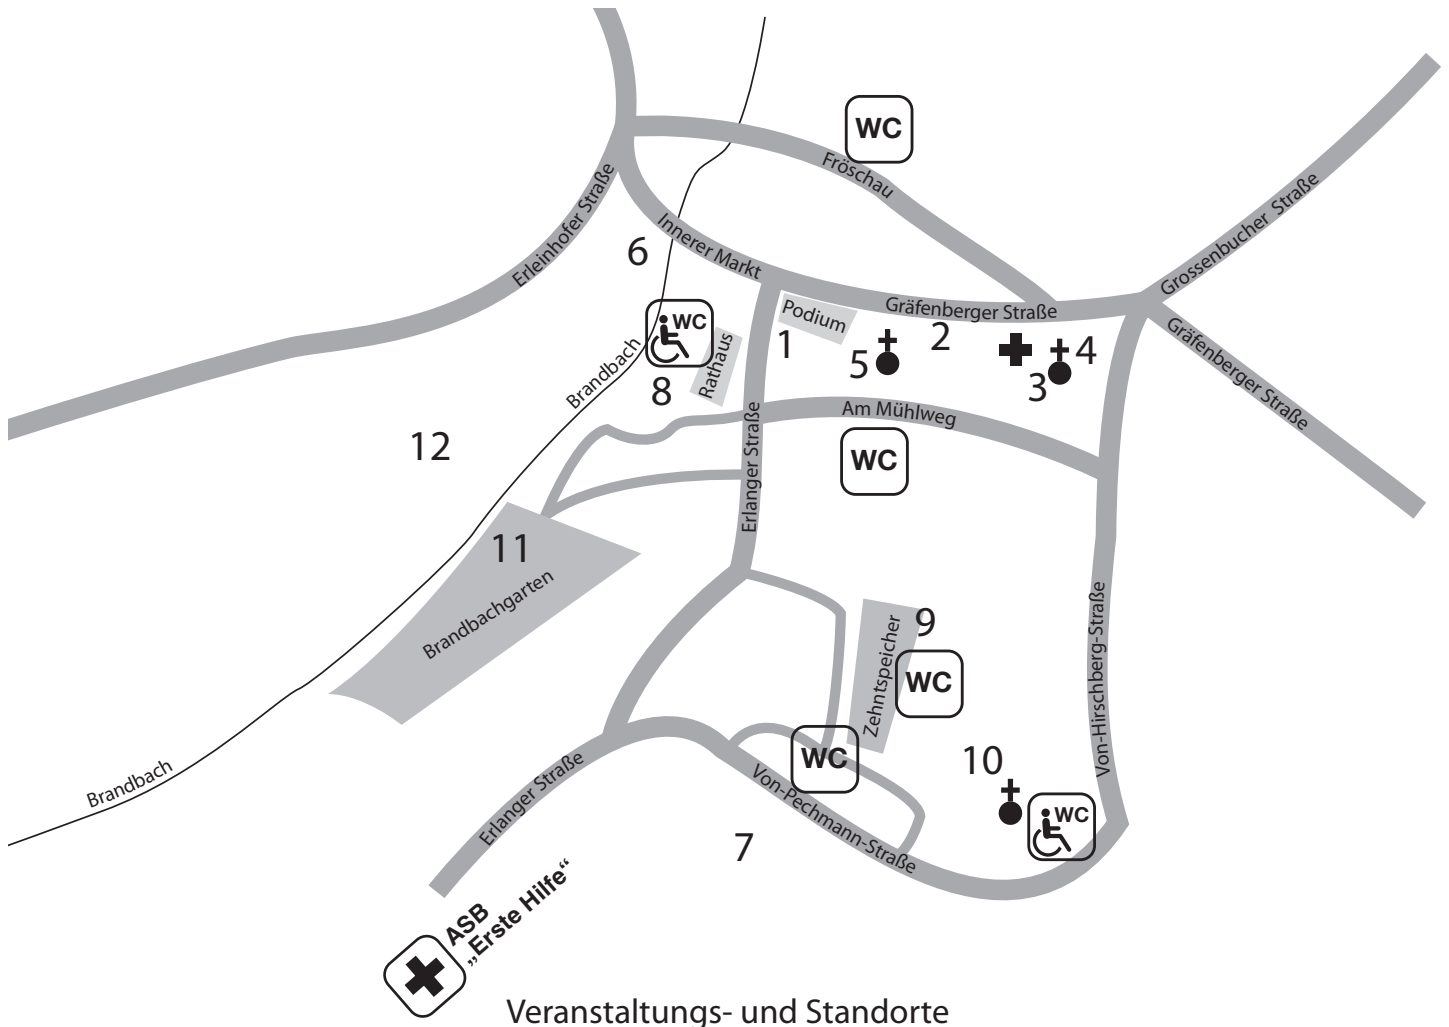 WC
Fröschau
Erleinhofer Straße
Innerer Markt
Grossenbucher Straße
6
WC
Rathaus
Podium
Gräfenberger Straße
Gräfenberger Straße
1
2
5
4
3
Brandbach
8
Am Mühlweg
12
WC
Erlanger Straße
11
Brandbachgarten
9
Zehntspeicher
WC
Von-Hirschberg-Straße
WC
10
Brandbach
Erlanger Straße
Von-Pechmann-Straße
WC
7
ASB
„Erste Hilfe“
Veranstaltungs- und Standorte